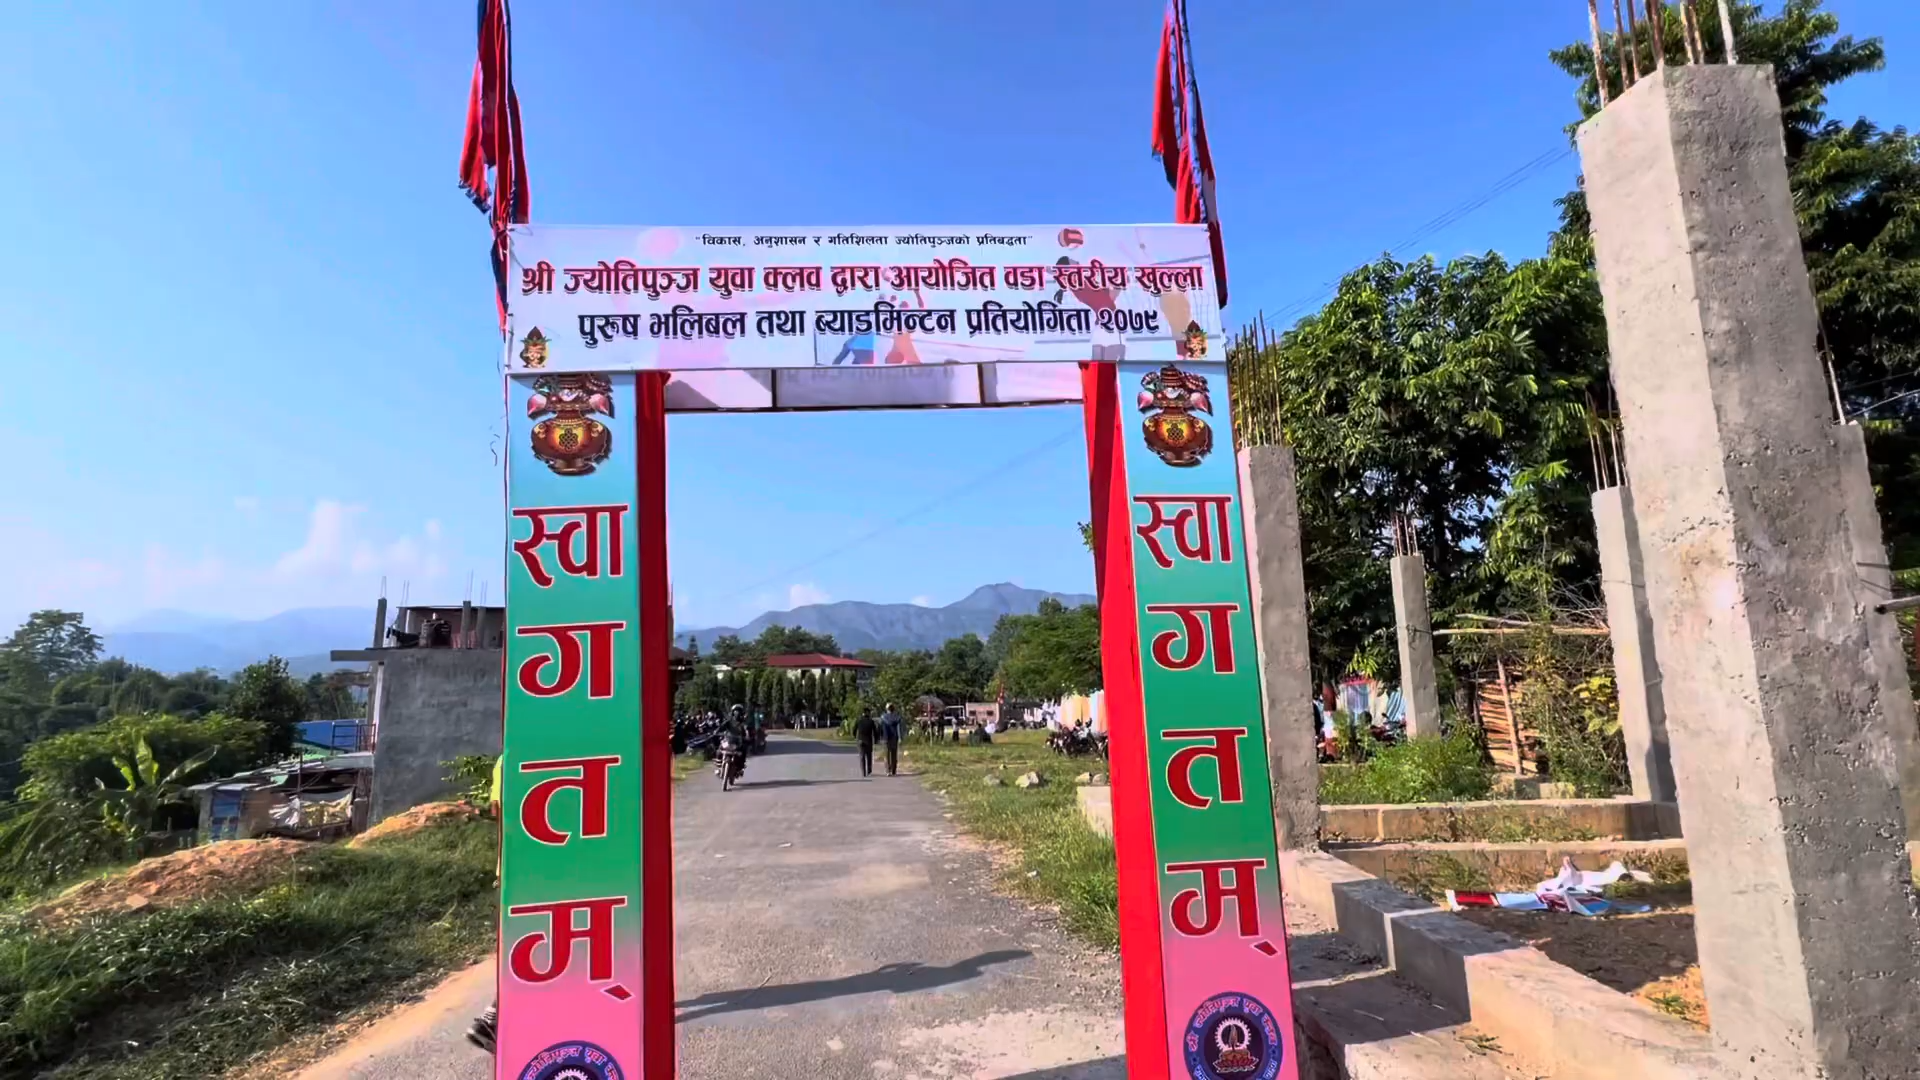 "विकास, अनुशासन र गतिशिलता ज्योतिपुञ्जको प्रतिबद्धता"
श्री ज्योतिपुञ्ज युवा क्लव द्वारा आयोजित वडा स्तरीय खुल्ला
पुरुष भलिबल तथा ब्याडमिन्टन प्रतियोगिता २०७९
स्वागतम्
स्वागतम्
श्री ज्योतिपुञ्ज युवा क्लव
ज्योतिपुञ्ज युवा